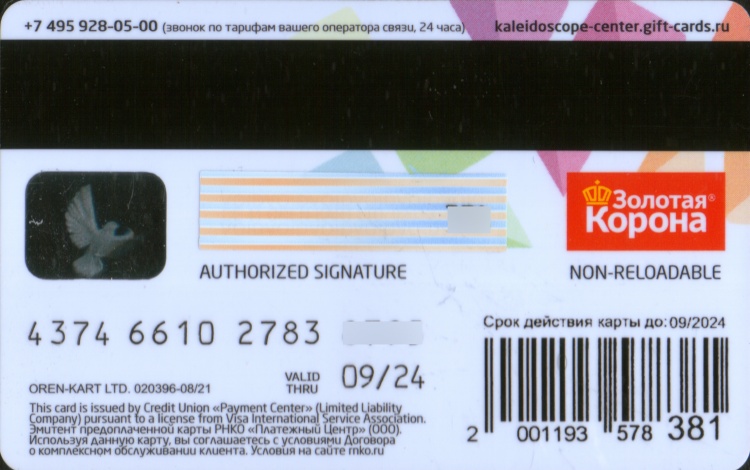 +7 495 928-05-00 (звонок по тарифам вашего оператора связи, 24 часа) kaleidoscope-center.gift-cards.ru
Золотая®
Корона
AUTHORIZED SIGNATURE NON-RELOADABLE
4374 6610 2783
Срок действия карты до: 09/2024
VALID
THRU 09/24
OREN-KART LTD. 020396-08/21
This card is issued by Credit Union «Payment Center» (Limited Liability
Company) pursuant to a license from Visa International Service Association.
Эмитент предоплаченной карты РНКО «Платежный Центр» (ООО).
Используя данную карту, вы соглашаетесь с условиями Договора
о комплексном обслуживании клиента. Условия на сайте rnko.ru
2 001193 578 381